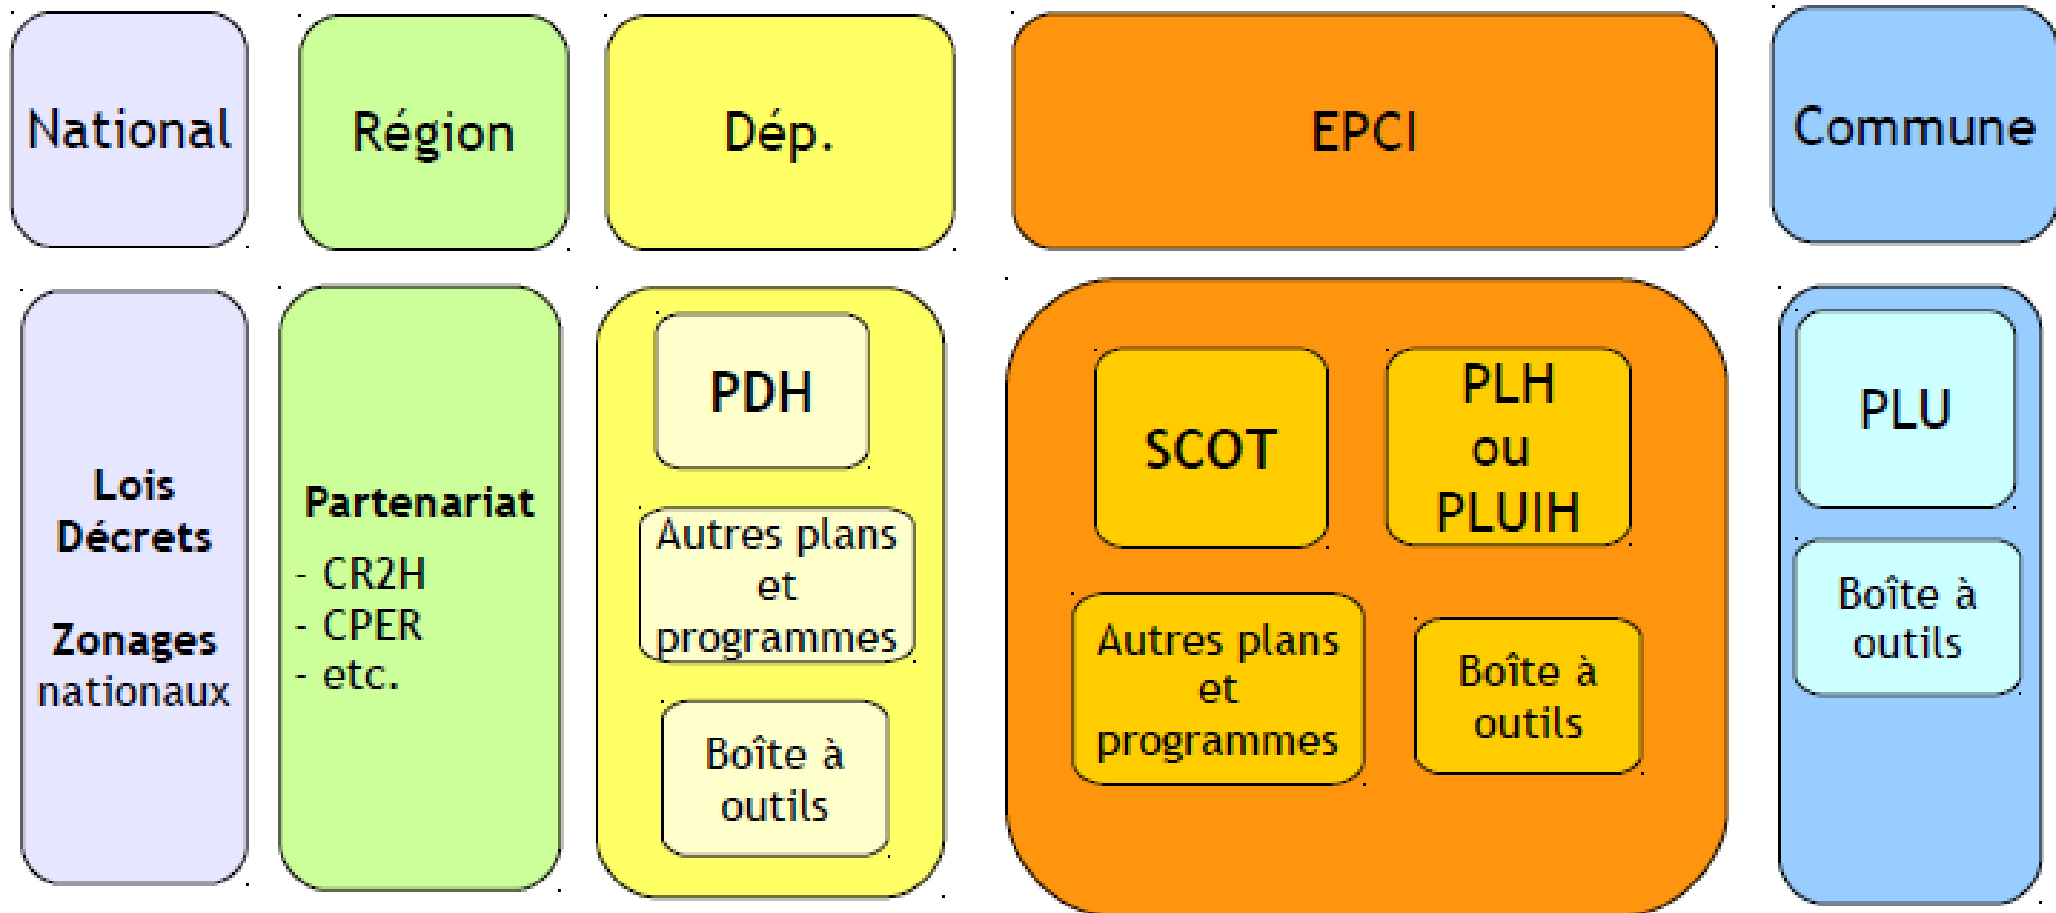 National
Région
Dép.
EPCI
Commune
Lois
Décrets
Zonages
nationaux
Partenariat
- CR2H
- CPER
- etc.
PDH
Autres plans
et
programmes
Boîte à
outils
SCOT
PLH
ou
PLUIH
Autres plans
et
programmes
Boîte à
outils
PLU
Boîte à
outils